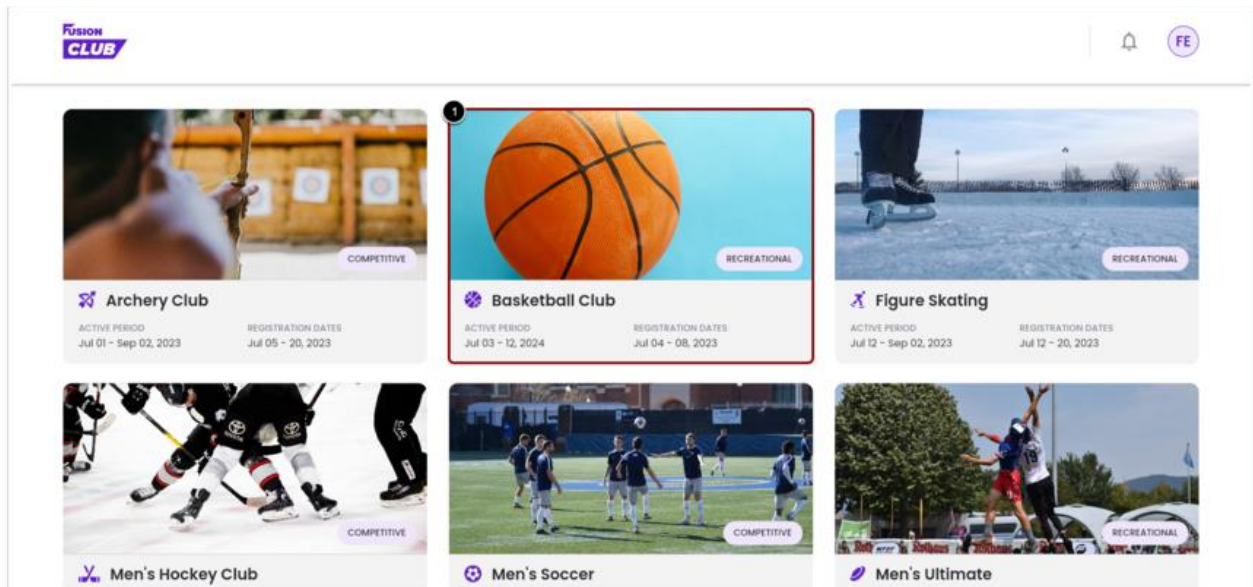 FUSION
CLUB
FE
1
COMPETITIVE
RECREATIONAL
RECREATIONAL
Archery Club
Basketball Club
Figure Skating
ACTIVE PERIOD
REGISTRATION DATES
ACTIVE PERIOD
REGISTRATION DATES
ACTIVE PERIOD
REGISTRATION DATES
Jul 01 - Sep 02, 2023
Jul 05 - 20, 2023
Jul 03 - 12, 2024
Jul 04 - 08, 2023
Jul 12 - Sep 02, 2023
Jul 12 - 20, 2023
TOYOTA
19
COMPETITIVE
COMPETITIVE
RECREATIONAL
Men's Hockey Club
Men's Soccer
Men's Ultimate